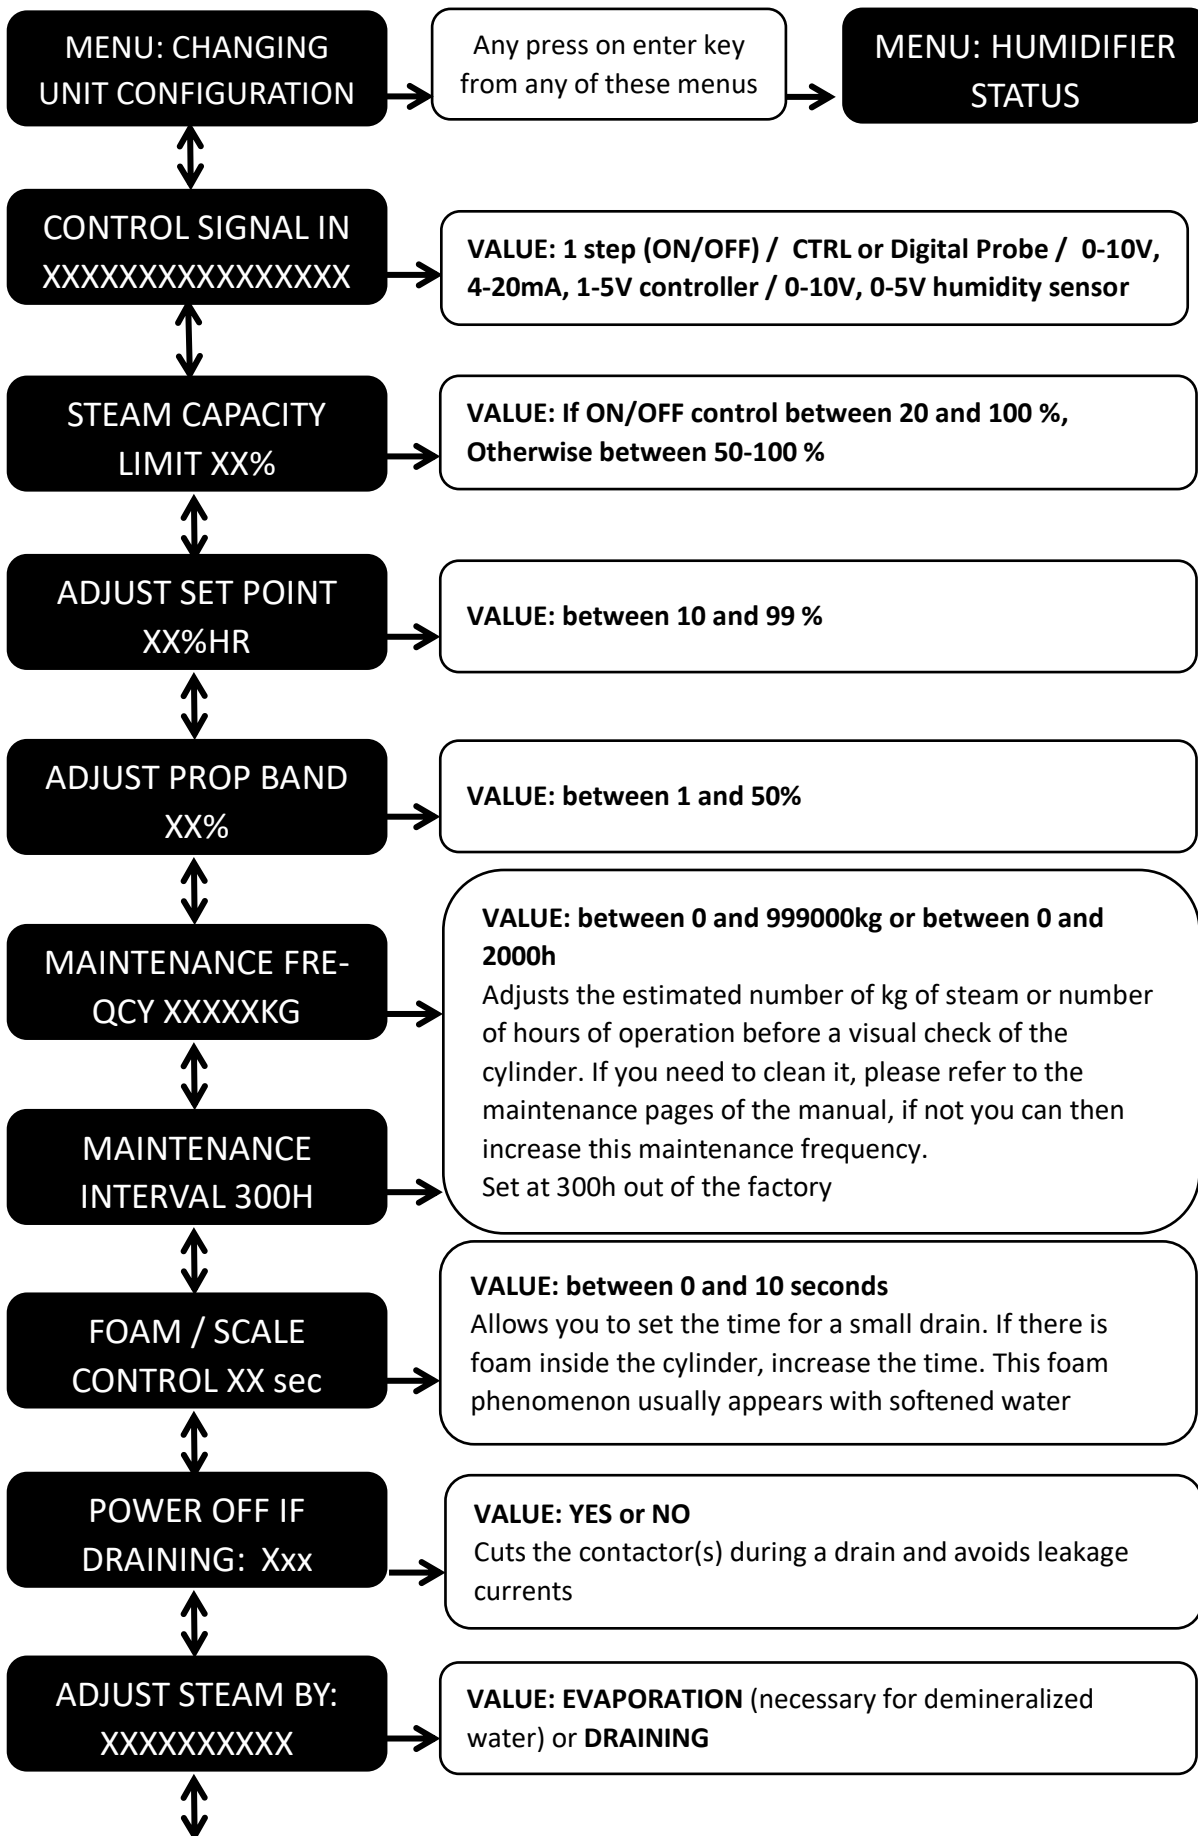 MENU: CHANGING
UNIT CONFIGURATION
Any press on enter key
from any of these menus
MENU: HUMIDIFIER
STATUS
CONTROL SIGNAL IN
XXXXXXXXXXXXXXXX
VALUE: 1 step (ON/OFF) / CTRL or Digital Probe / 0-10V,
4-20mA, 1-5V controller / 0-10V, 0-5V humidity sensor
STEAM CAPACITY
LIMIT XX%
VALUE: If ON/OFF control between 20 and 100 %,
Otherwise between 50-100 %
ADJUST SET POINT
XX%HR
VALUE: between 10 and 99 %
ADJUST PROP BAND
XX%
VALUE: between 1 and 50%
MAINTENANCE FRE-
QCY XXXXXKG
VALUE: between 0 and 999000kg or between 0 and
2000h
Adjusts the estimated number of kg of steam or number
of hours of operation before a visual check of the
cylinder. If you need to clean it, please refer to the
maintenance pages of the manual, if not you can then
increase this maintenance frequency.
Set at 300h out of the factory
MAINTENANCE
INTERVAL 300H
FOAM / SCALE
CONTROL XX sec
VALUE: between 0 and 10 seconds
Allows you to set the time for a small drain. If there is
foam inside the cylinder, increase the time. This foam
phenomenon usually appears with softened water
POWER OFF IF
DRAINING: Xxx
VALUE: YES or NO
Cuts the contactor(s) during a drain and avoids leakage
currents
ADJUST STEAM BY:
XXXXXXXXXX
VALUE: EVAPORATION (necessary for demineralized
water) or DRAINING